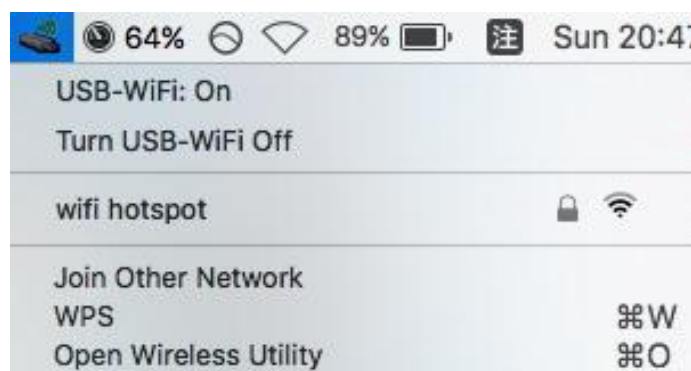 64% 89% 注 Sun 20:47
USB-WiFi: On
Turn USB-WiFi Off
wifi hotspot
Join Other Network
WPS ⌘W
Open Wireless Utility ⌘O